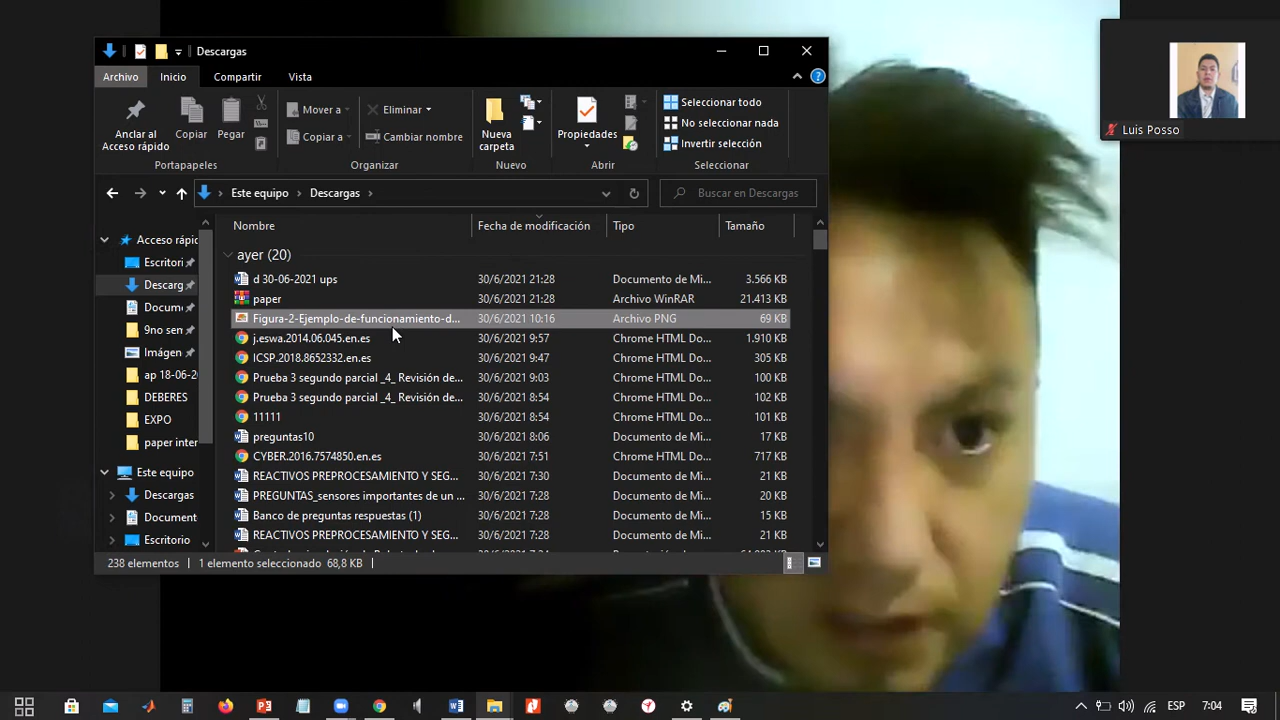 Descargas
Archivo Inicio Compartir Vista
Anclar al Acceso rápido
Copiar
Pegar
Mover a
Copiar a
Eliminar
Cambiar nombre
Nueva carpeta
Propiedades
Seleccionar todo
No seleccionar nada
Invertir selección
Portapapeles Organizar Nuevo Abrir Seleccionar
Este equipo > Descargas >
Buscar en Descargas
Nombre Fecha de modificación Tipo Tamaño
Acceso rápic
Escritori
Descarg
Docume
9no sen
Imágen
ap 18-06-20
DEBERES
EXPO
paper inter
Este equipo
Descargas
Document
Escritorio
ayer (20)
d 30-06-2021 ups 30/6/2021 21:28 Documento de Mi... 3.566 KB
paper 30/6/2021 21:28 Archivo WinRAR 21.413 KB
Figura-2-Ejemplo-de-funcionamiento-d... 30/6/2021 10:16 Archivo PNG 69 KB
j.eswa.2014.06.045.en.es 30/6/2021 9:57 Chrome HTML Do... 1.910 KB
ICSP.2018.8652332.en.es 30/6/2021 9:47 Chrome HTML Do... 305 KB
Prueba 3 segundo parcial _4_ Revisión de... 30/6/2021 9:03 Chrome HTML Do... 100 KB
Prueba 3 segundo parcial _4_ Revisión de... 30/6/2021 8:54 Chrome HTML Do... 102 KB
11111 30/6/2021 8:54 Chrome HTML Do... 101 KB
preguntas10 30/6/2021 8:06 Documento de Mi... 17 KB
CYBER.2016.7574850.en.es 30/6/2021 7:51 Chrome HTML Do... 717 KB
REACTIVOS PREPROCESAMIENTO Y SEG... 30/6/2021 7:30 Documento de Mi... 21 KB
PREGUNTAS_sensores importantes de un ... 30/6/2021 7:28 Documento de Mi... 20 KB
Banco de preguntas respuestas (1) 30/6/2021 7:28 Documento de Mi... 15 KB
REACTIVOS PREPROCESAMIENTO Y SEG... 30/6/2021 7:28 Documento de Mi... 21 KB
238 elementos 1 elemento seleccionado 68,8 KB
Luis Posso
ESP 7:04